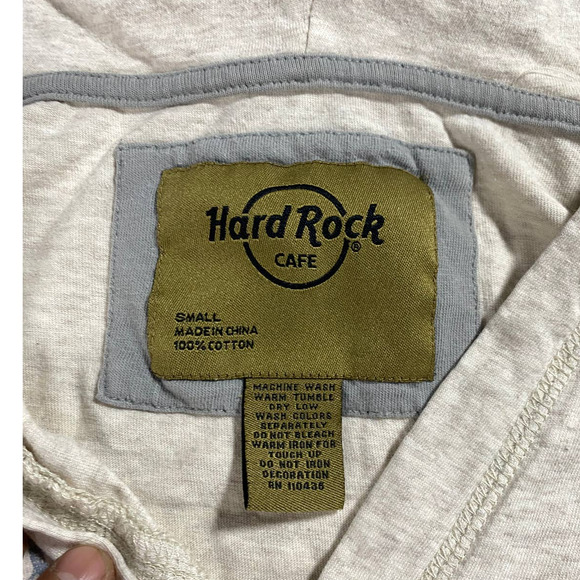 Hard Rock
®
CAFE
SMALL
MADE IN CHINA
100% COTTON
MACHINE WASH
WARM TUMBLE
DRY LOW
WASH COLORS
SEPARATELY
DO NOT BLEACH
WARM IRON FOR
TOUCH UP
DO NOT IRON
DECORATION
RN 110436